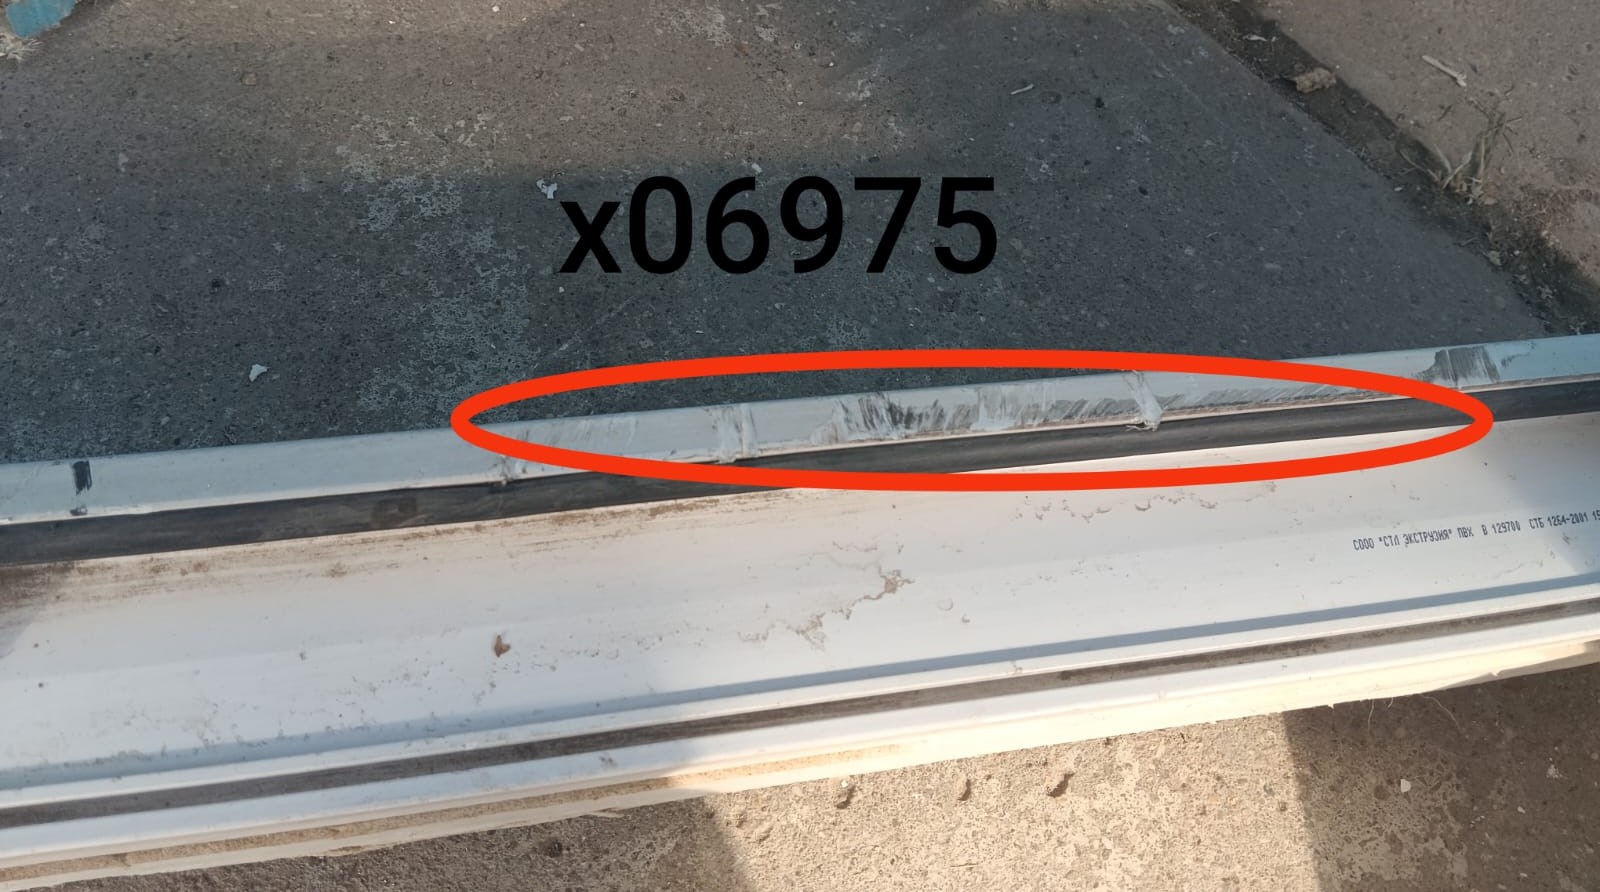 x06975
СООО "СТЛ ЭКСТРУЗИЯ" ПВХ В 129700 СТБ 1264-2001